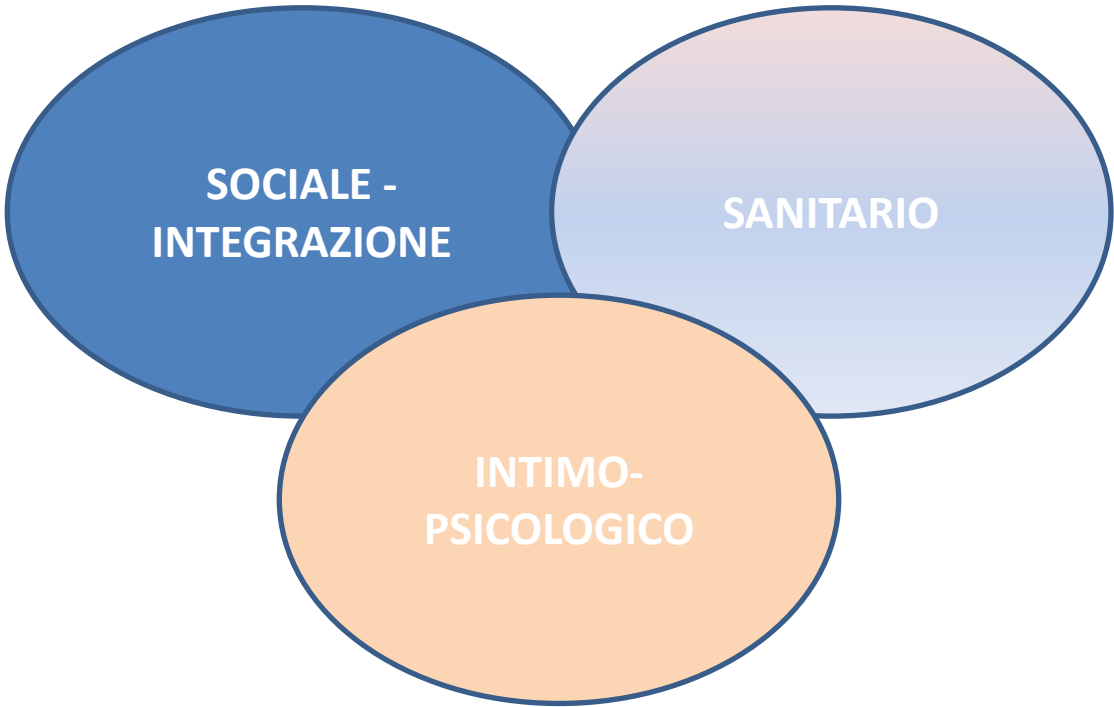 SOCIALE -
INTEGRAZIONE
SANITARIO
INTIMO-
PSICOLOGICO